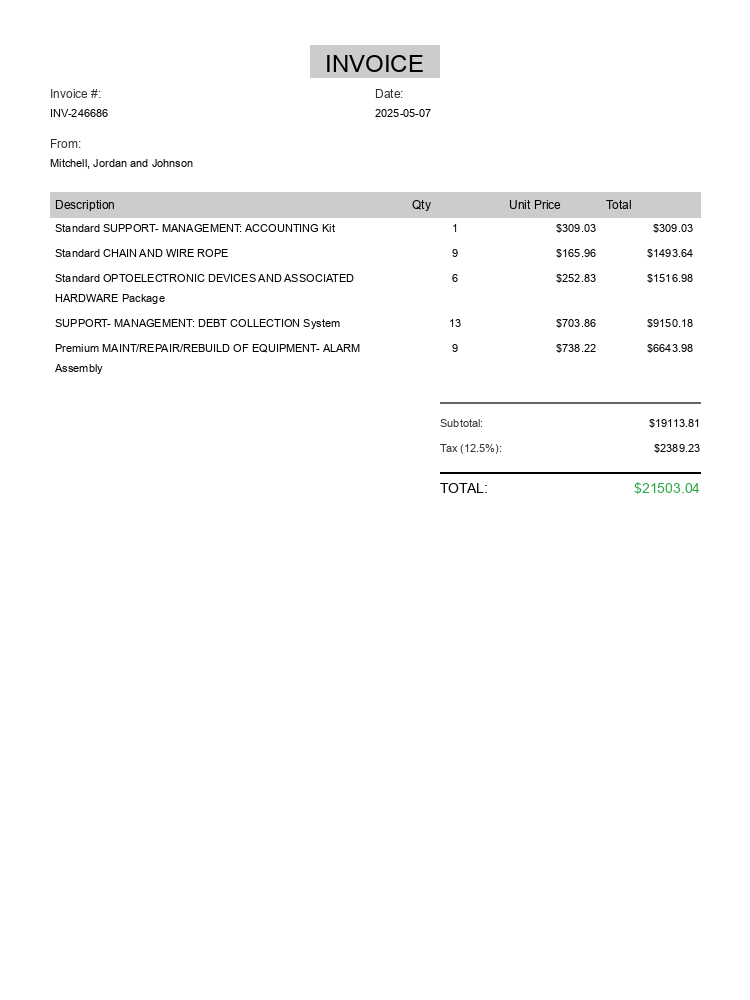 INVOICE
Invoice #: Date:
INV-246686 2025-05-07
From:
Mitchell, Jordan and Johnson
Description Qty Unit Price Total
Standard SUPPORT- MANAGEMENT: ACCOUNTING Kit 1 $309.03 $309.03
Standard CHAIN AND WIRE ROPE 9 $165.96 $1493.64
Standard OPTOELECTRONIC DEVICES AND ASSOCIATED 6 $252.83 $1516.98
HARDWARE Package
SUPPORT- MANAGEMENT: DEBT COLLECTION System 13 $703.86 $9150.18
Premium MAINT/REPAIR/REBUILD OF EQUIPMENT- ALARM 9 $738.22 $6643.98
Assembly
Subtotal: $19113.81
Tax (12.5%): $2389.23
TOTAL: $21503.04